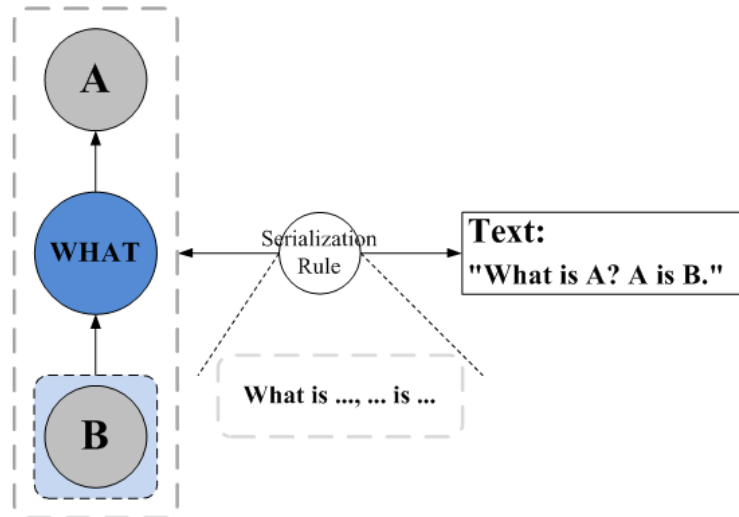 A
WHAT
B
Serialization
Rule
What is ..., ... is ...
Text:
"What is A? A is B."